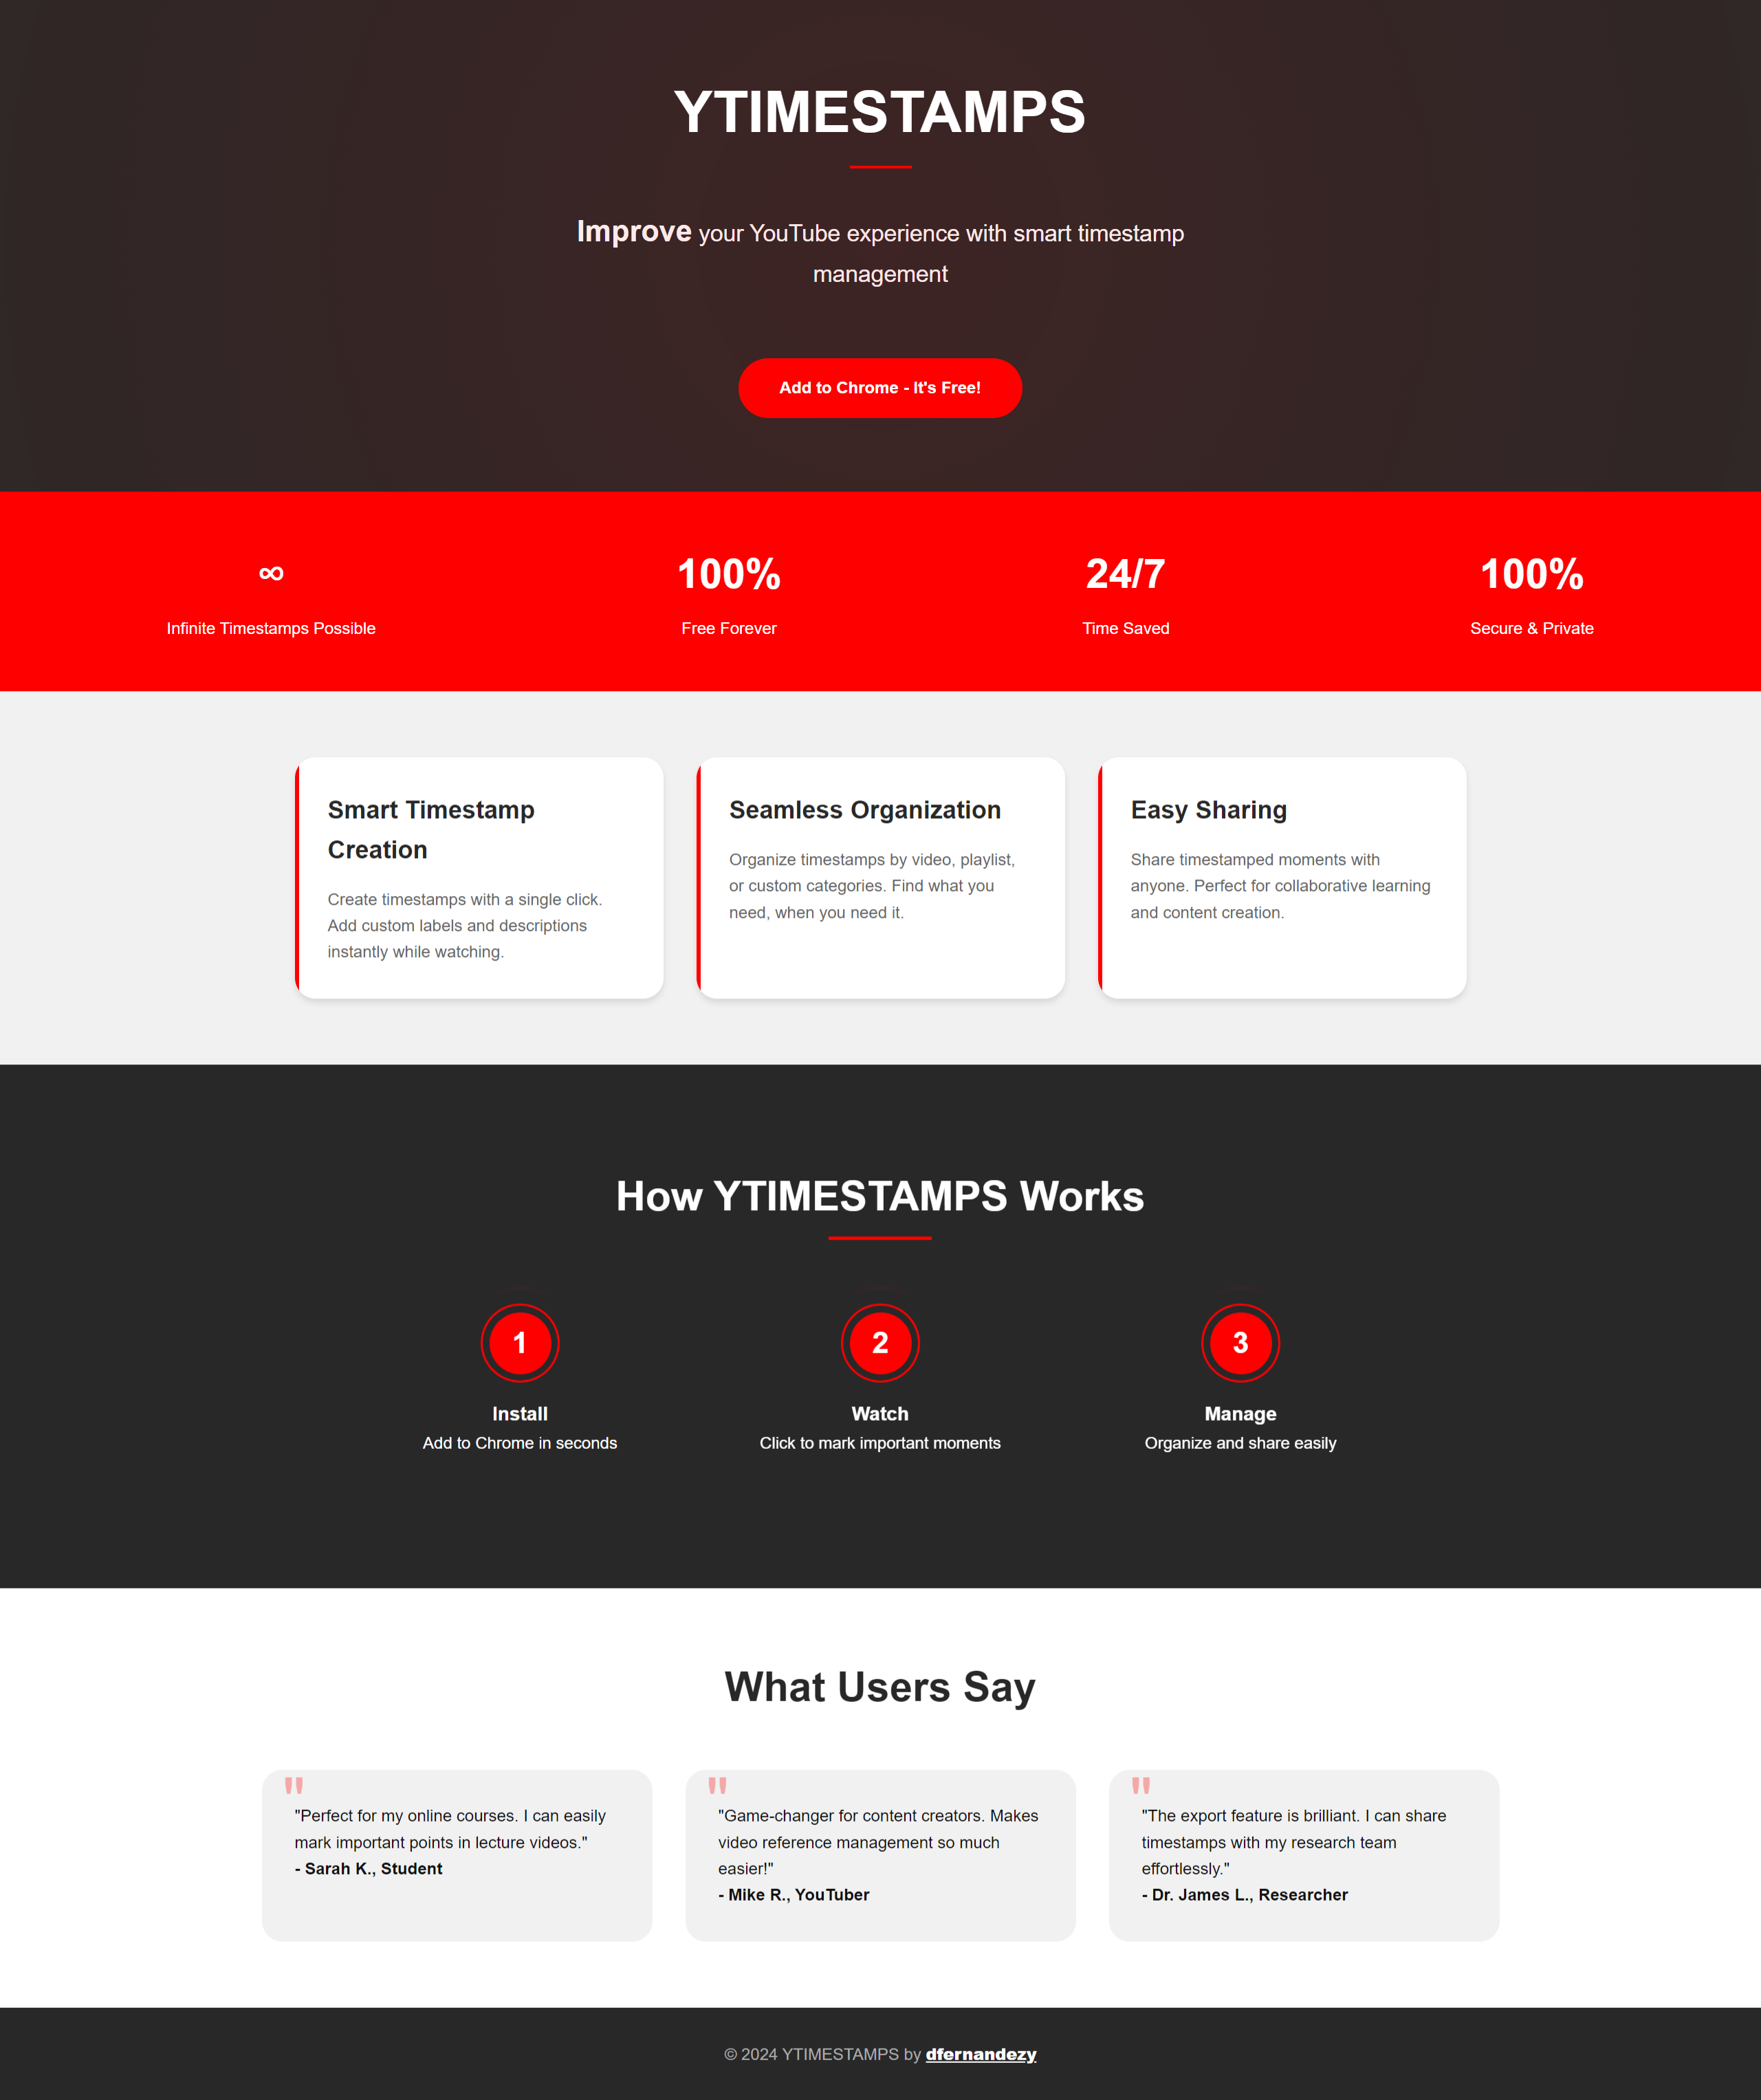 YTIMESTAMPS
Improve your YouTube experience with smart timestamp
management
Add to Chrome - It's Free!
∞
Infinite Timestamps Possible
100%
Free Forever
24/7
Time Saved
100%
Secure & Private
Smart Timestamp
Creation
Create timestamps with a single click.
Add custom labels and descriptions
instantly while watching.
Seamless Organization
Organize timestamps by video, playlist,
or custom categories. Find what you
need, when you need it.
Easy Sharing
Share timestamped moments with
anyone. Perfect for collaborative learning
and content creation.
How YTIMESTAMPS Works
1
Install
Add to Chrome in seconds
2
Watch
Click to mark important moments
3
Manage
Organize and share easily
What Users Say
"
"Perfect for my online courses. I can easily
mark important points in lecture videos."
- Sarah K., Student
"
"Game-changer for content creators. Makes
video reference management so much
easier!"
- Mike R., YouTuber
"
"The export feature is brilliant. I can share
timestamps with my research team
effortlessly."
- Dr. James L., Researcher
© 2024 YTIMESTAMPS by dfernandezy